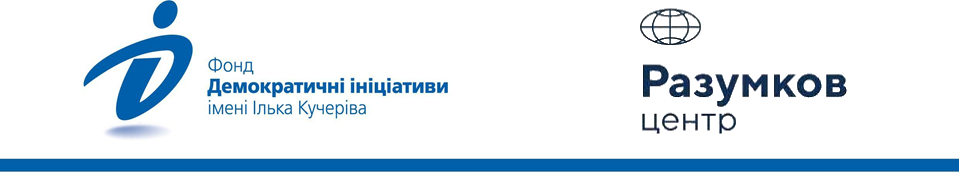 Фонд
Демократичні ініціативи
імені Ілька Кучеріва
Разумков
центр